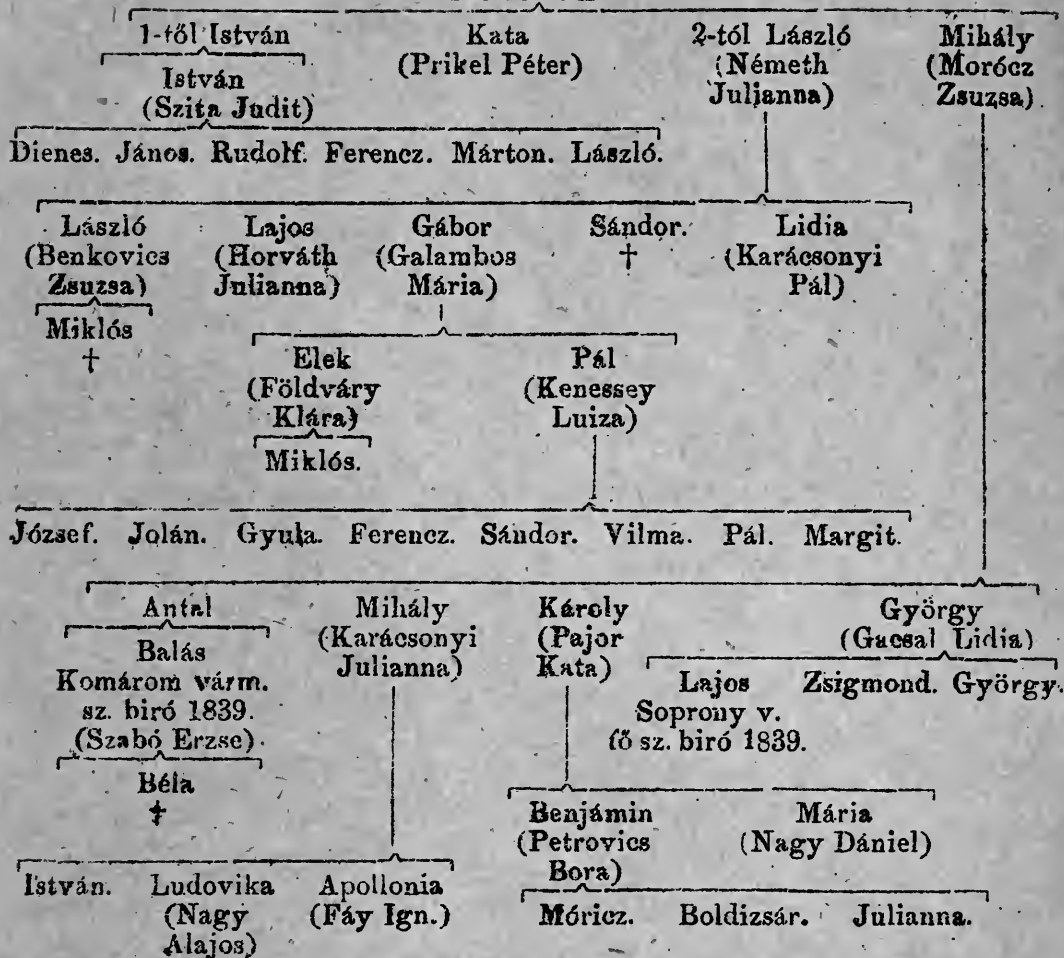 1-től István Kata 2-tól László Mihály
István (Prikel Péter) (Németh (Morócz
(Szita Judit) Julianna) Zsuzsa)
Dienes. János. Rudolf. Ferencz. Márton. László.
László Lajos Gábor Sándor. Lidia
(Benkovics (Horváth (Galambos † (Karácsonyi
Zsuzsa) Julianna) Mária) Pál)
Miklós
†
Elek Pál
(Földváry (Kenessey
Klára) Luiza)
Miklós.
József. Jolán. Gyula. Ferencz. Sándor. Vilma. Pál. Margit.
Antal Mihály Károly György
Balás (Karácsonyi (Pajor (Gacsal Lidia)
Komárom várm. Julianna) Kata) Lajos Zsigmond. György.
sz. biró 1839. Soprony v.
(Szabó Erzse) fő sz. biró 1839.
Béla
†
Benjámin Mária
(Petrovics (Nagy Dániel)
Bora)
István. Ludovika Apollonia
(Nagy (Fáy Ign.) Móricz. Boldizsár. Julianna.
Alajos)